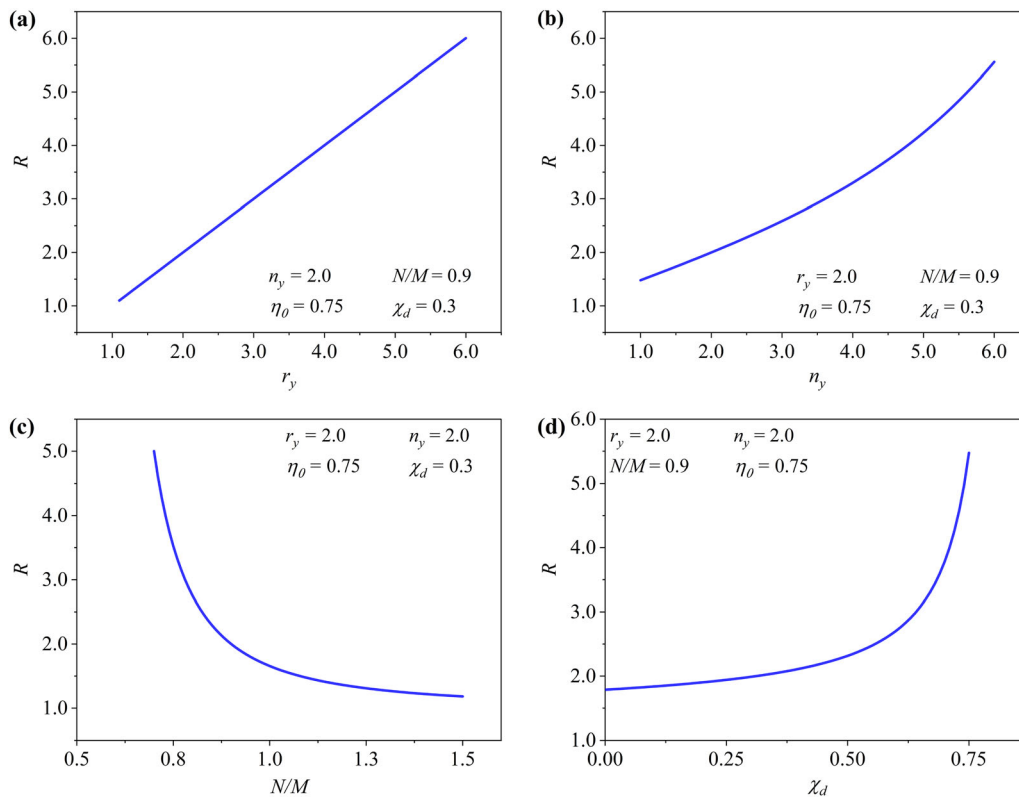 (a)
6.0
5.0
4.0
3.0
2.0
1.0
R
n_y = 2.0 N/M = 0.9
η_0 = 0.75 χ_d = 0.3
1.0 2.0 3.0 4.0 5.0 6.0
r_y
(b)
6.0
5.0
4.0
3.0
2.0
1.0
R
r_y = 2.0 N/M = 0.9
η_0 = 0.75 χ_d = 0.3
1.0 2.0 3.0 4.0 5.0 6.0
n_y
(c)
5.0
4.0
3.0
2.0
1.0
R
r_y = 2.0 n_y = 2.0
η_0 = 0.75 χ_d = 0.3
0.5 0.8 1.0 1.3 1.5
N/M
(d)
6.0
5.0
4.0
3.0
2.0
1.0
R
r_y = 2.0 n_y = 2.0
N/M = 0.9 η_0 = 0.75
0.00 0.25 0.50 0.75
χ_d